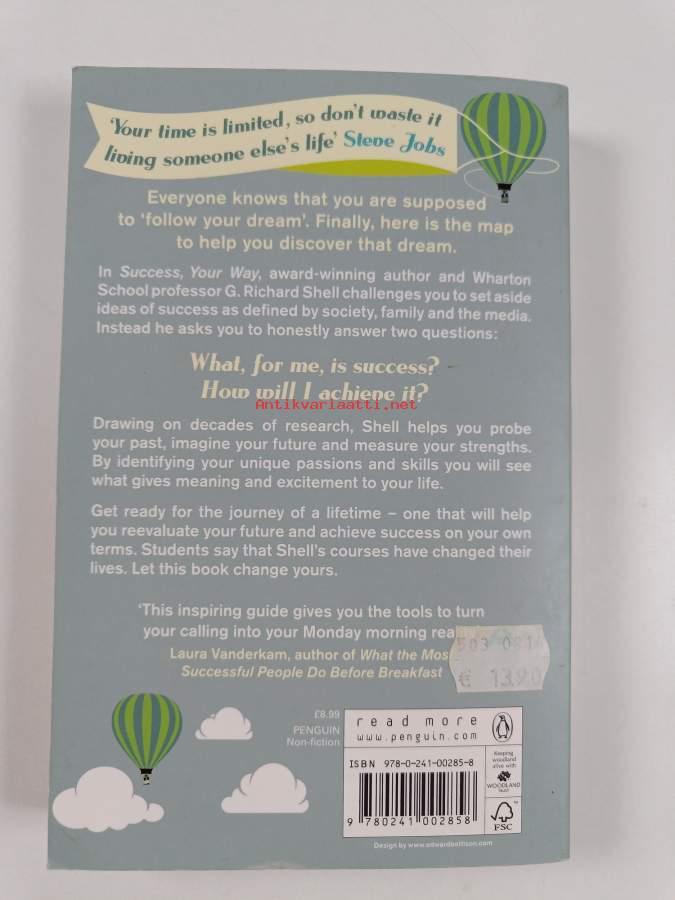 ‘Your time is limited, so don’t waste it
living someone else’s life’ Steve Jobs
Everyone knows that you are supposed
to ‘follow your dream’. Finally, here is the map
to help you discover that dream.
In Success, Your Way, award-winning author and Wharton
School professor G. Richard Shell challenges you to set aside
ideas of success as defined by society, family and the media.
Instead he asks you to honestly answer two questions:
What, for me, is success?
How will I achieve it?
Antikvariaatti.net
Drawing on decades of research, Shell helps you probe
your past, imagine your future and measure your strengths.
By identifying your unique passions and skills you will see
what gives meaning and excitement to your life.
Get ready for the journey of a lifetime – one that will help
you reevaluate your future and achieve success on your own
terms. Students say that Shell’s courses have changed their
lives. Let this book change yours.
‘This inspiring guide gives you the tools to turn
your calling into your Monday morning
Laura Vanderkam, author of What the Most
Successful People Do Before Breakfast
503
€ 13.90
£8.99
PENGUIN
Non-fiction
read more
www.penguin.com
ISBN 978-0-241-00285-8
9 780241 002858
Keeping
woodland
alive with
WOODLAND
TRUST
FSC
Design by www.edwardbettison.com